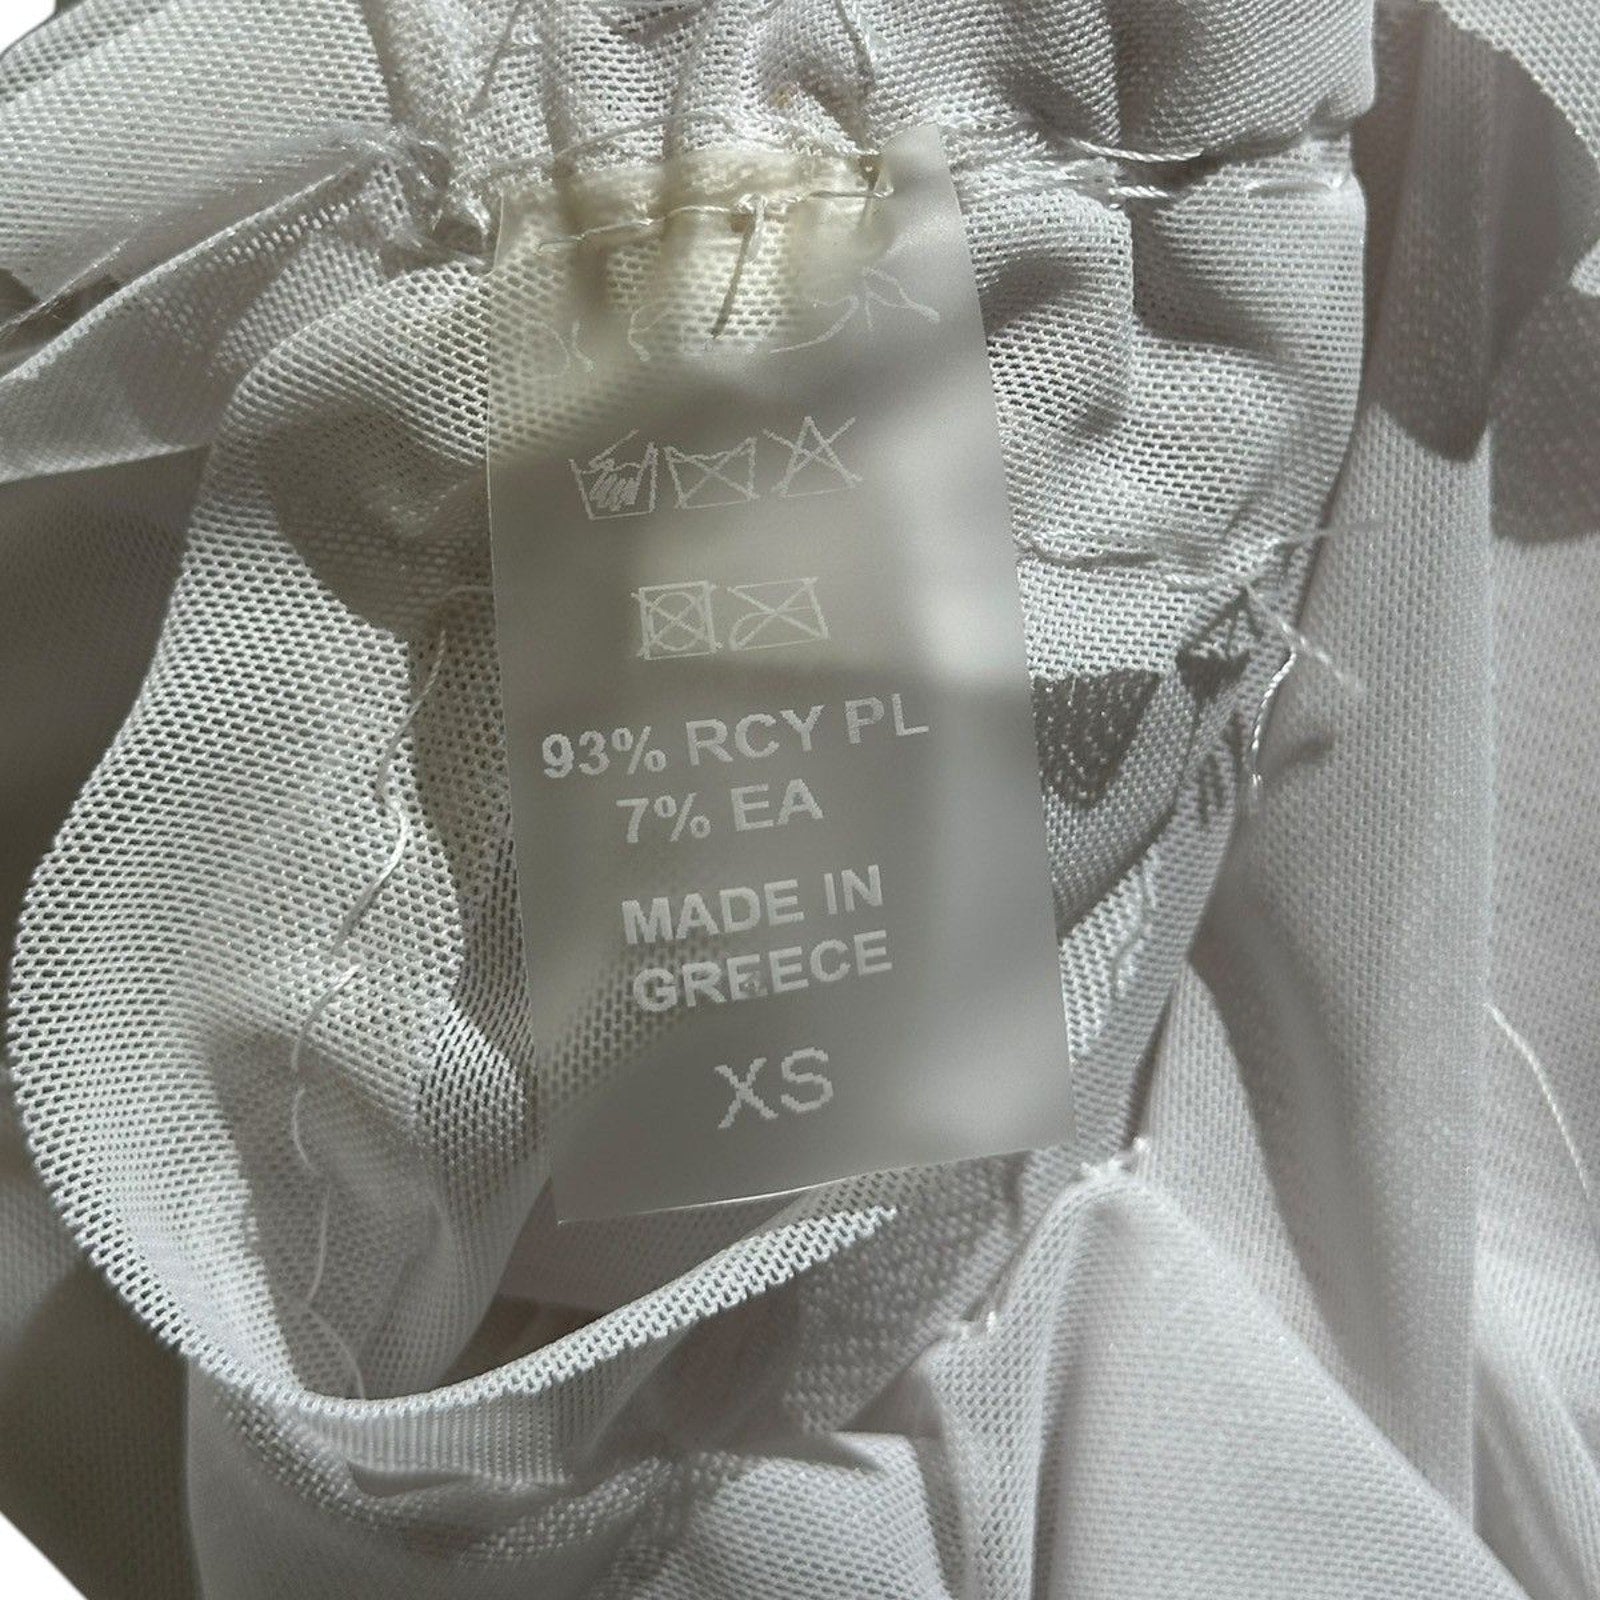 93% RCY PL
7% EA
MADE IN
GREECE
XS